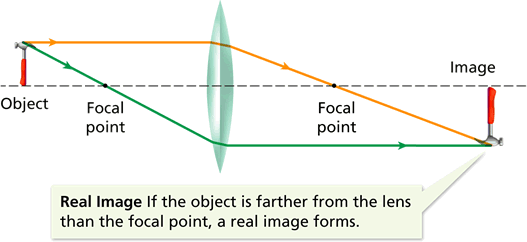 Image
Object
Focal
point
Focal
point
Real Image If the object is farther from the lens
than the focal point, a real image forms.